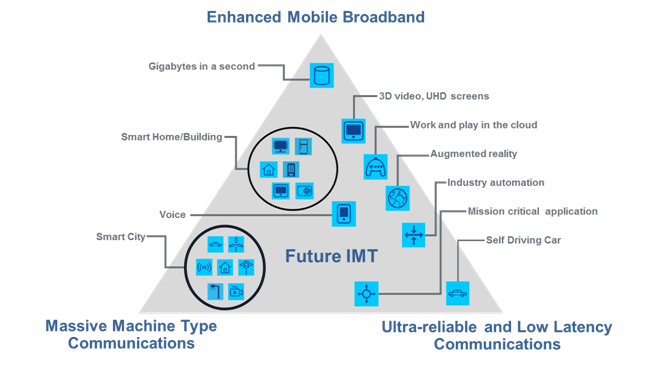 Enhanced Mobile Broadband
Gigabytes in a second
3D video, UHD screens
Smart Home/Building
Work and play in the cloud
Augmented reality
Industry automation
Voice
Mission critical application
Smart City
Self Driving Car
Future IMT
Massive Machine Type
Communications
Ultra-reliable and Low Latency
Communications